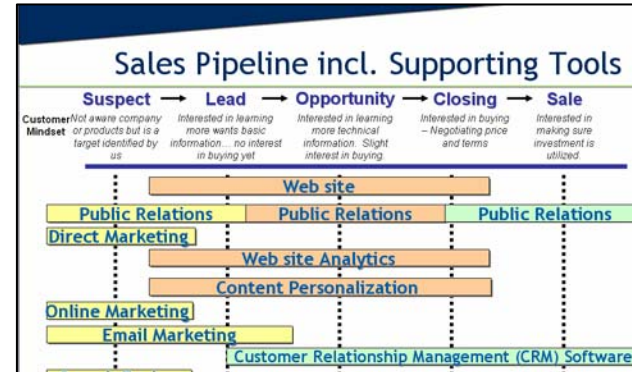 Sales Pipeline incl. Supporting Tools
Suspect → Lead → Opportunity → Closing → Sale
Customer Mindset
Not aware company or products but is a target identified by us
Interested in learning more wants basic information... no interest in buying yet
Interested in learning more technical information. Slight interest in buying.
Interested in buying – Negotiating price and terms
Interested in making sure investment is utilized.
Web site
Public Relations Public Relations Public Relations
Direct Marketing
Web site Analytics
Content Personalization
Online Marketing
Email Marketing
Customer Relationship Management (CRM) Software